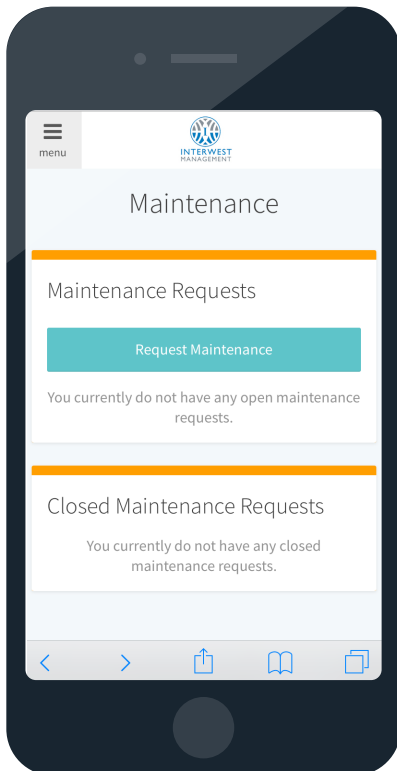 menu
INTERWEST
MANAGEMENT
Maintenance
Maintenance Requests
Request Maintenance
You currently do not have any open maintenance
requests.
Closed Maintenance Requests
You currently do not have any closed
maintenance requests.